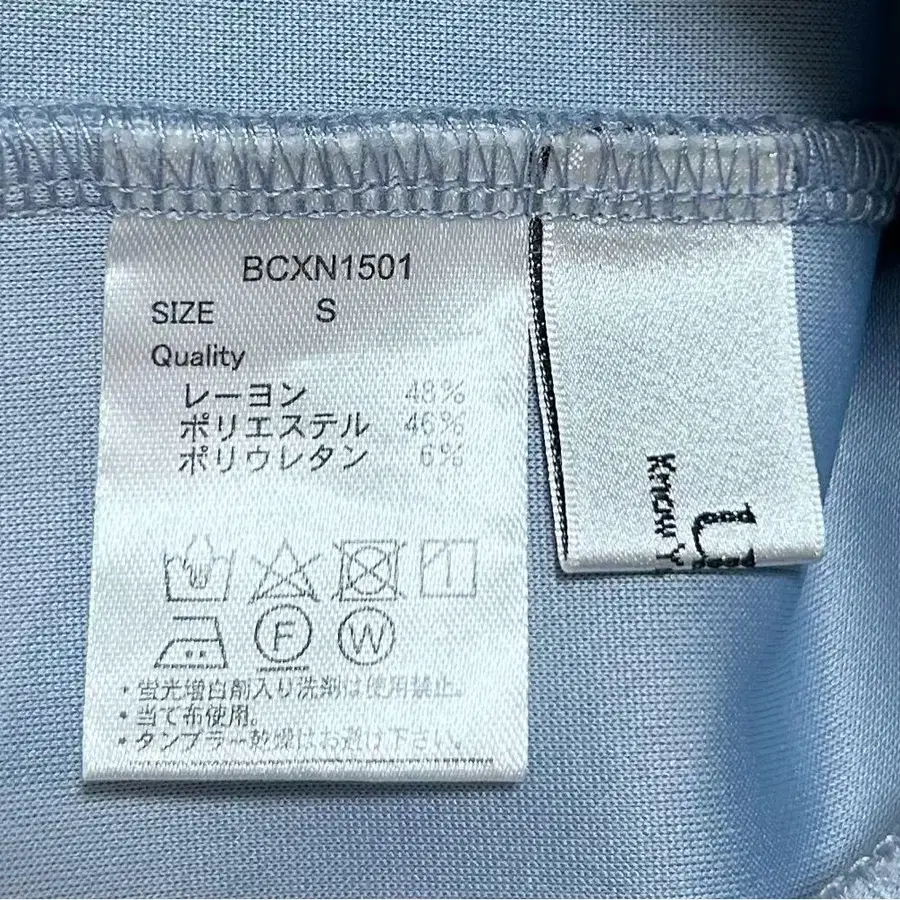 BCXN1501
SIZE S
Quality
レーヨン 48%
ポリエステル 46%
ポリウレタン 6%
F W
・蛍光増白剤入り洗剤は使用禁止。
・当て布使用。
・タンブラー乾燥はお避け下さい。
Know